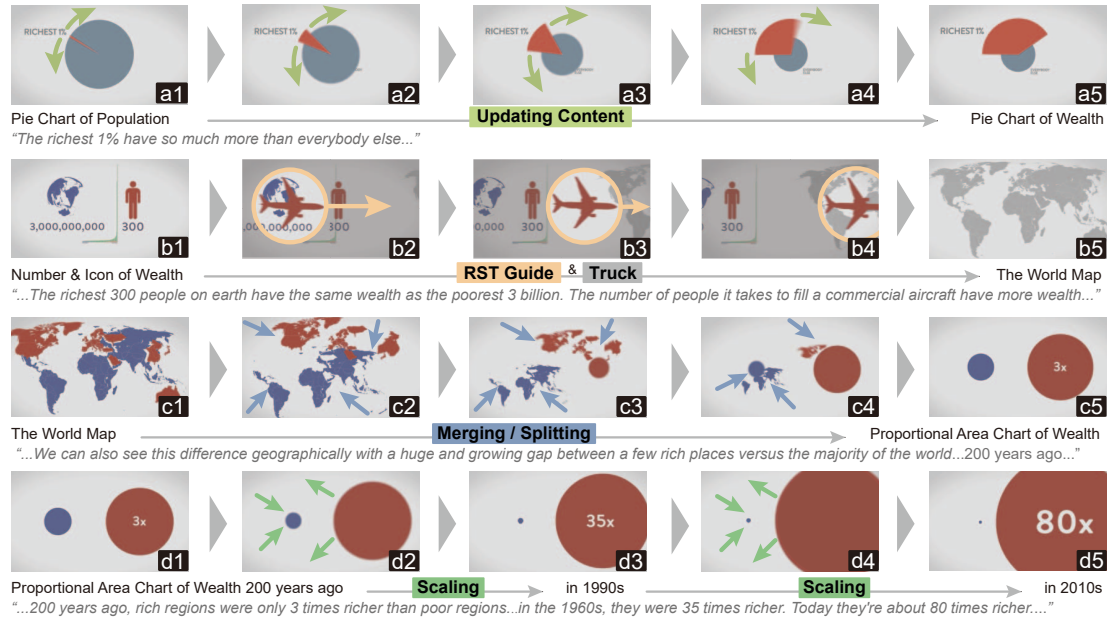 RICHEST 1%
a1
RICHEST 1%
a2
RICHEST 1%
a3
RICHEST 1%
a4
RICHEST 1%
a5
Pie Chart of Population
Updating Content
Pie Chart of Wealth
“The richest 1% have so much more than everybody else...”
3,000,000,000
300
b1
300
b2
300
b3
300
b4
b5
Number & Icon of Wealth
RST Guide & Truck
The World Map
“...The richest 300 people on earth have the same wealth as the poorest 3 billion. The number of people it takes to fill a commercial aircraft have more wealth...”
c1
c2
c3
c4
3x
c5
The World Map
Merging / Splitting
Proportional Area Chart of Wealth
“...We can also see this difference geographically with a huge and growing gap between a few rich places versus the majority of the world...200 years ago...”
3x
d1
d2
35x
d3
d4
80x
d5
Proportional Area Chart of Wealth 200 years ago
Scaling
in 1990s
Scaling
in 2010s
“...200 years ago, rich regions were only 3 times richer than poor regions...in the 1960s, they were 35 times richer. Today they're about 80 times richer....”